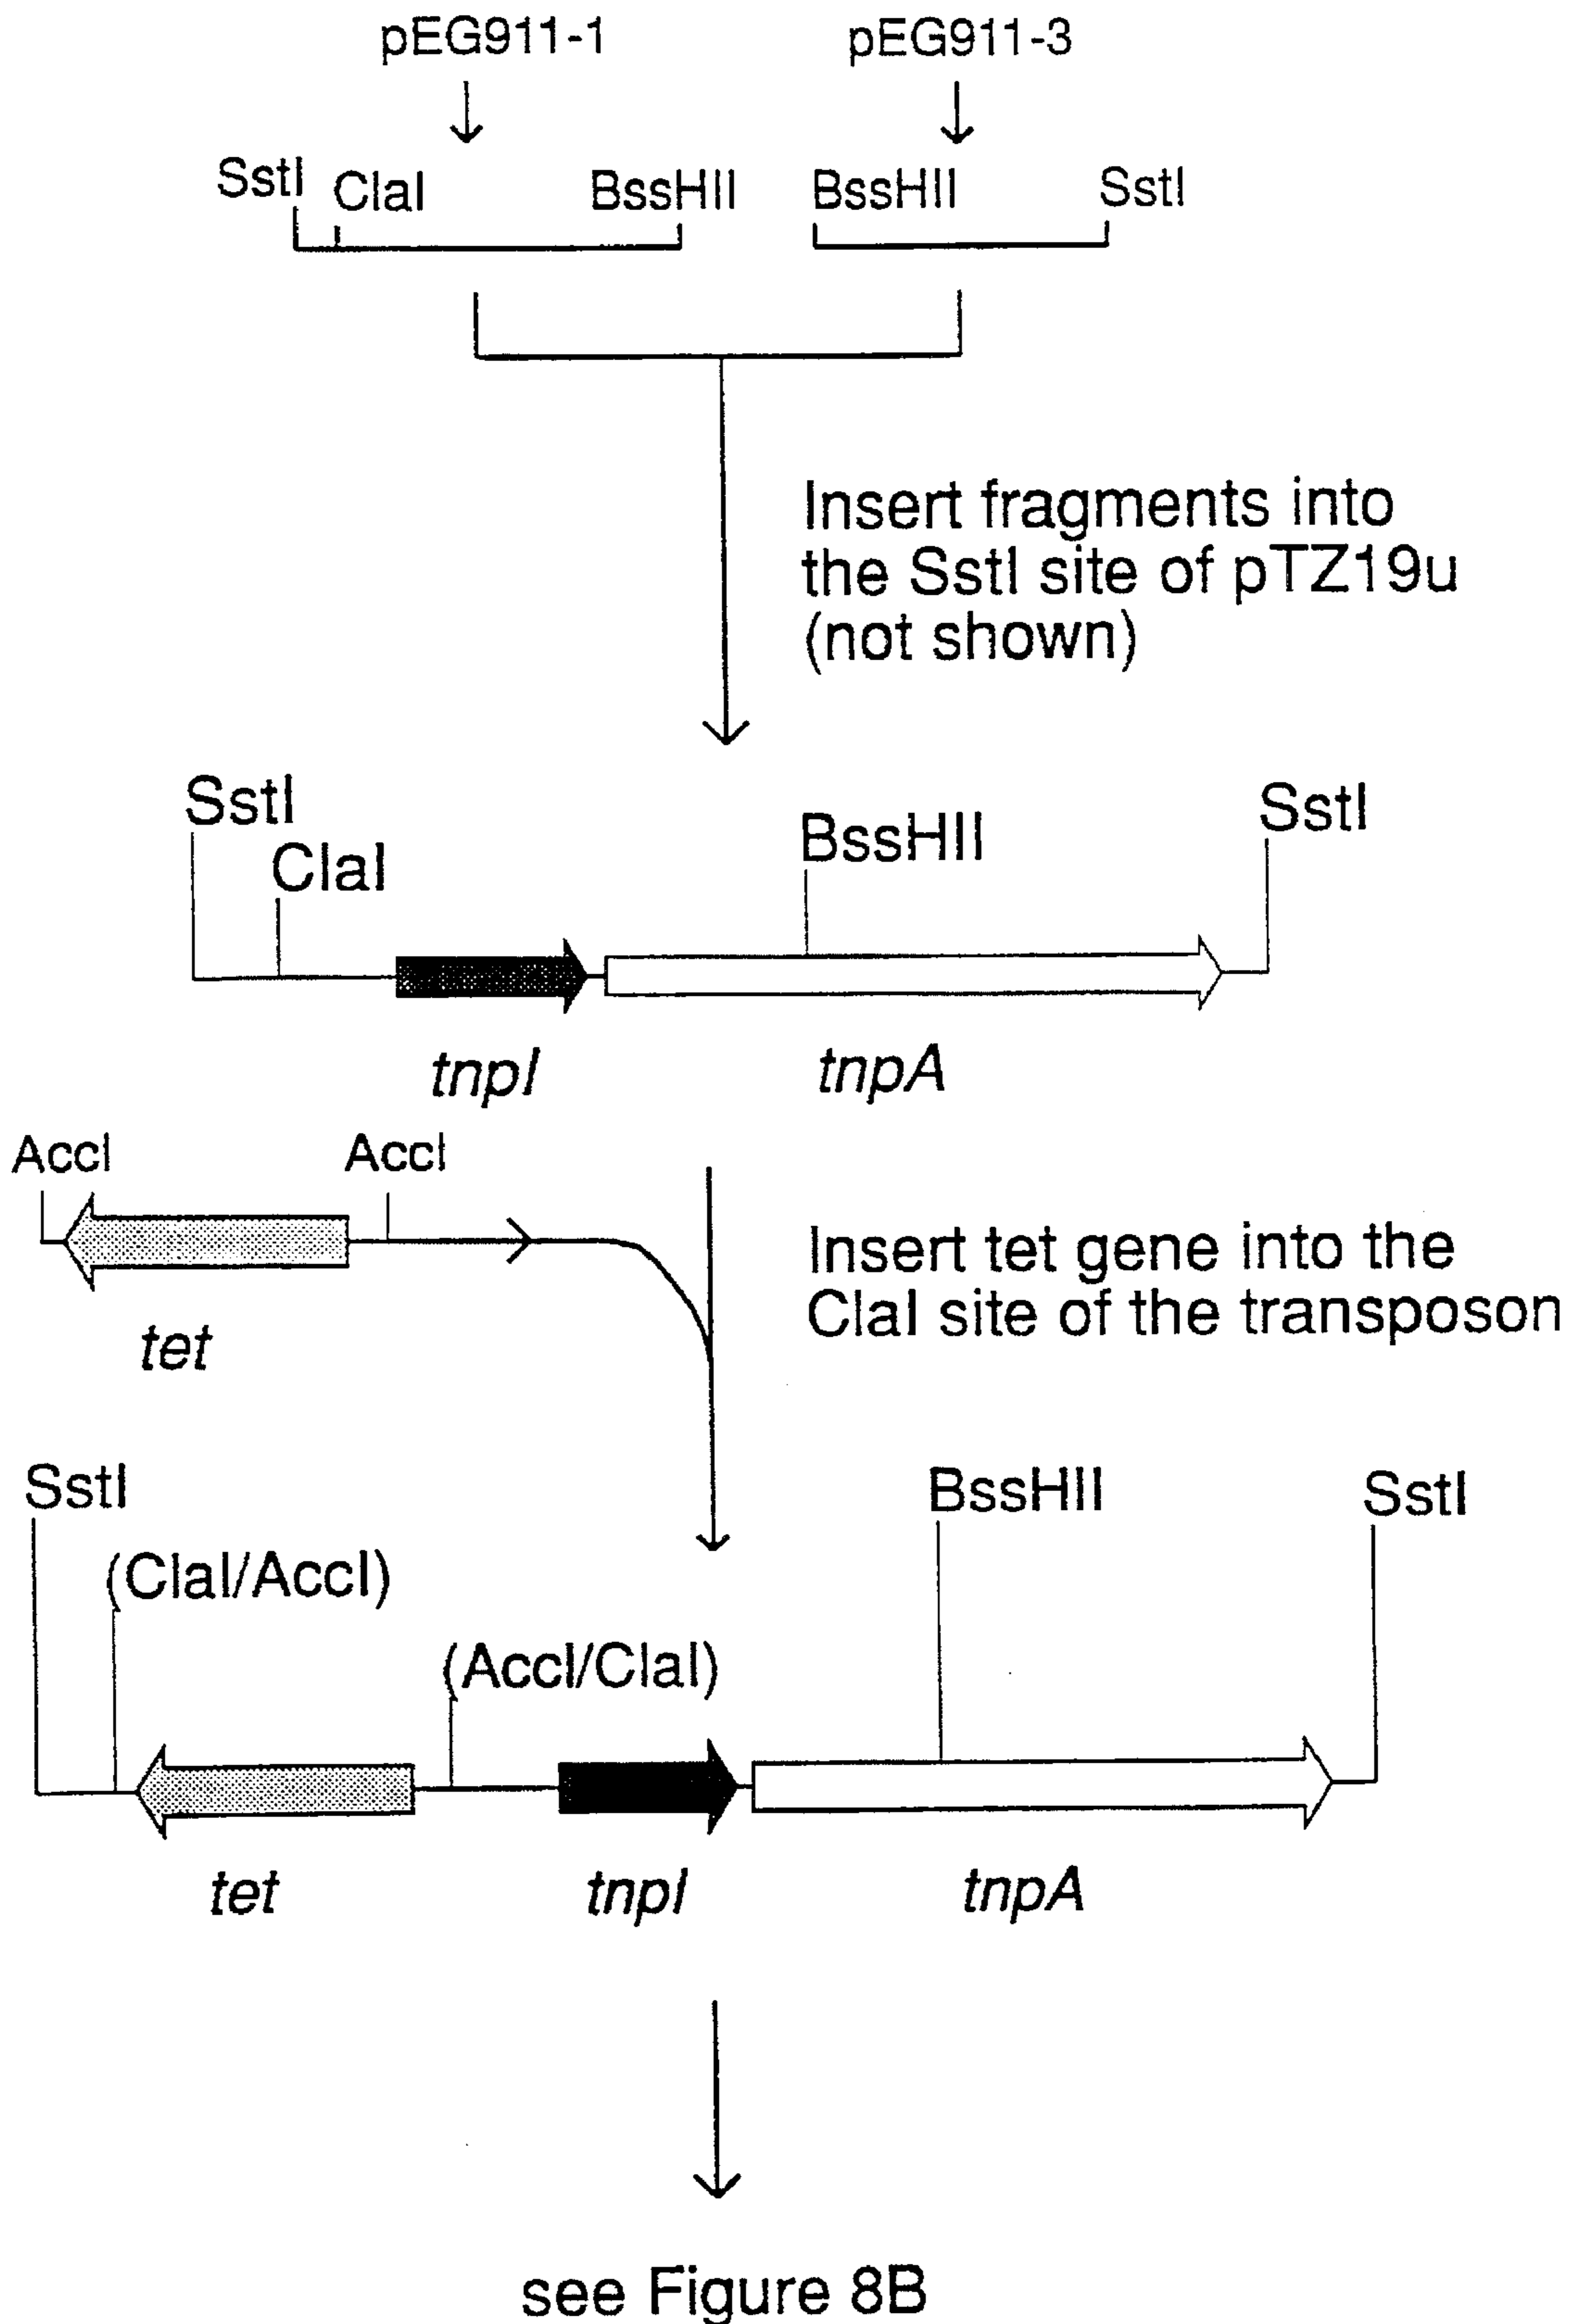 pEG911-1 pEG911-3
SstI ClaI BssHII BssHII SstI
Insert fragments into
the SstI site of pTZ19u
(not shown)
SstI
ClaI
BssHII
SstI
tnpI tnpA
AccI AccI
tet
Insert tet gene into the
ClaI site of the transposon
SstI
(ClaI/AccI)
(AccI/ClaI)
BssHII
SstI
tet tnpI tnpA
see Figure 8B